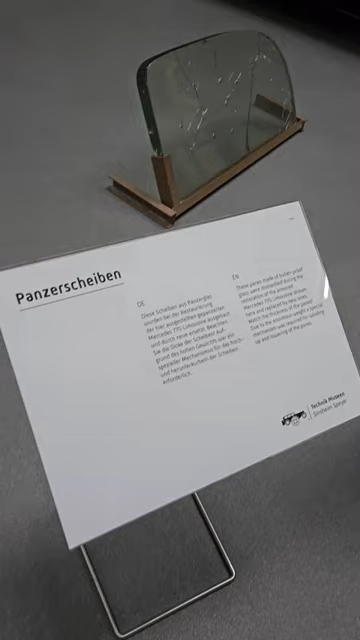 Panzerscheiben
DE
Diese Scheiben aus Panzerglas
wurden bei der Restaurierung
der hier ausgestellten gepanzerten
Mercedes 770 Limousine ausgebaut
und durch neue ersetzt. Beachten
Sie die Dicke der Scheiben! Auf-
grund des hohen Gewichts war ein
spezieller Mechanismus für das hoch-
und herunterkurbeln der Scheiben
erforderlich.
EN
These panes made of bullet-proof
glass were dismantled during the
restoration of the armored
Mercedes 770 Limousine shown
here and replaced by new ones.
Watch the thickness of the panes!
Due to the enormous weight a special
mechanism was required for winding
up and lowering of the panes.
Technik Museen
Sinsheim Speyer